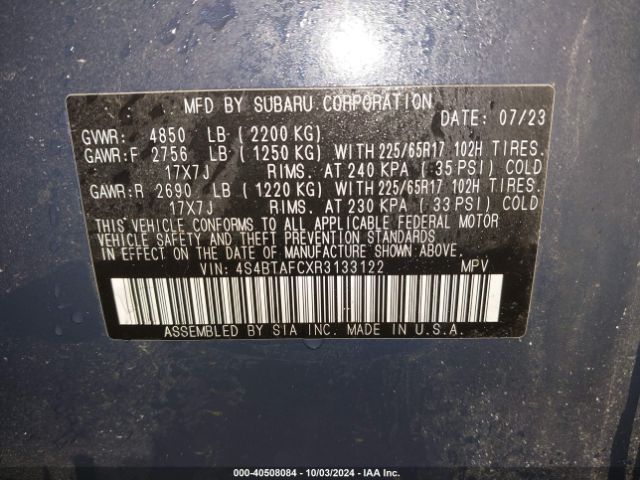 MFD BY SUBARU CORPORATION
DATE: 07/23
GVWR: 4850 LB (2200 KG)
GAWR:F 2756 LB (1250 KG) WITH 225/65R17 102H TIRES.
17X7J RIMS. AT 240 KPA (35 PSI) COLD
GAWR:R 2690 LB (1220 KG) WITH 225/65R17 102H TIRES.
17X7J RIMS. AT 230 KPA (33 PSI) COLD
THIS VEHICLE CONFORMS TO ALL APPLICABLE FEDERAL MOTOR
VEHICLE SAFETY AND THEFT PREVENTION STANDARDS
IN EFFECT ON THE DATE OF MANUFACTURE SHOWN ABOVE.
VIN: 4S4BTAFCXR3133122 MPV
ASSEMBLED BY SIA INC. MADE IN U.S.A.
000-40508084 - 10/03/2024 - IAA Inc.